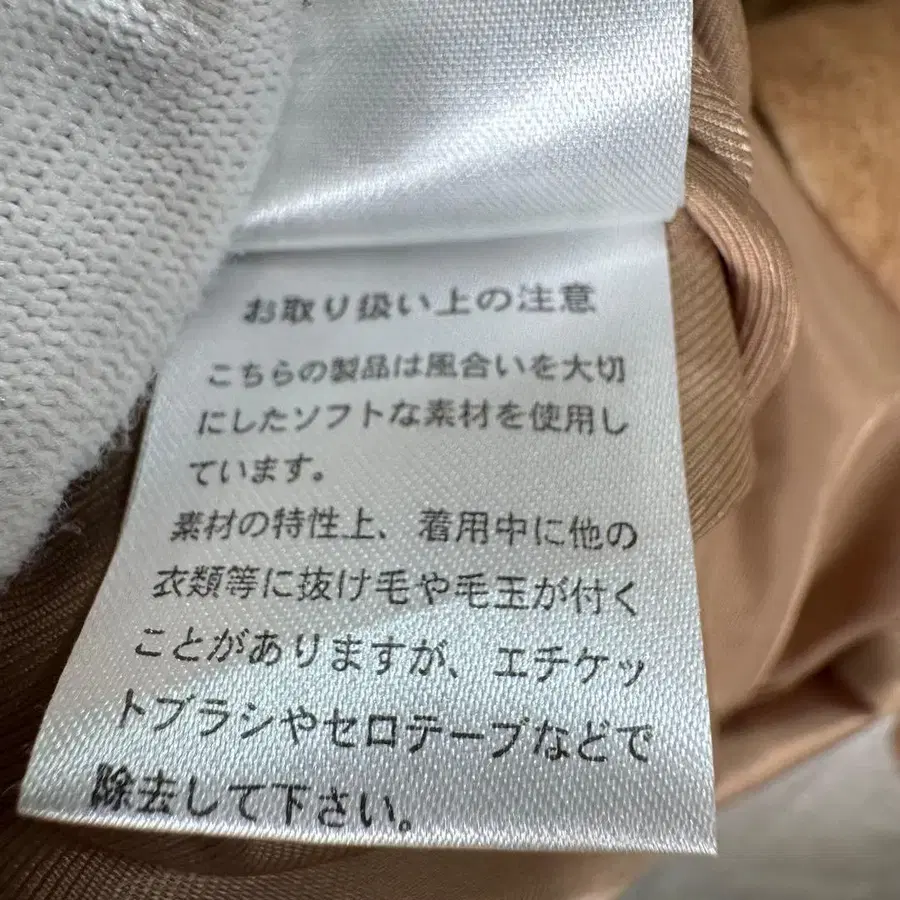 お取り扱い上の注意
こちらの製品は風合いを大切
にしたソフトな素材を使用し
ています。
素材の特性上、着用中に他の
衣類等に抜け毛や毛玉が付く
ことがありますが、エチケッ
トブラシやセロテープなどで
除去して下さい。